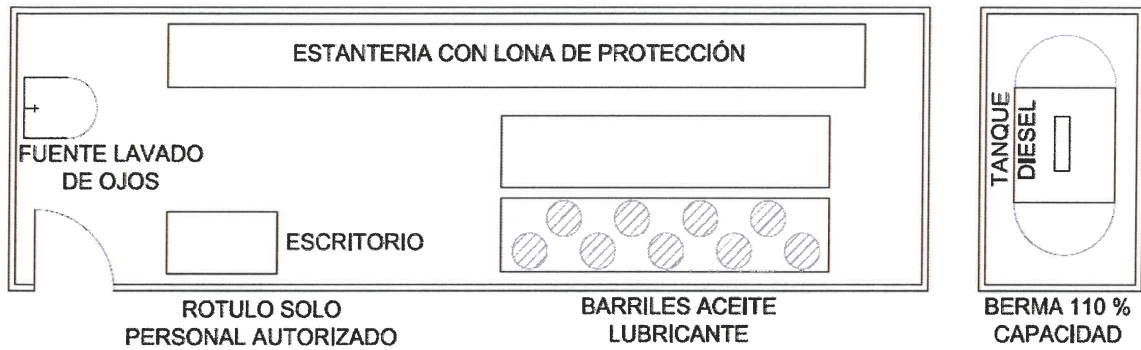 ESTANTERIA CON LONA DE PROTECCIÓN
FUENTE LAVADO
DE OJOS
ESCRITORIO
ROTULO SOLO
PERSONAL AUTORIZADO
BARRILES ACEITE
LUBRICANTE
TANQUE
DIESEL
BERMA 110 %
CAPACIDAD